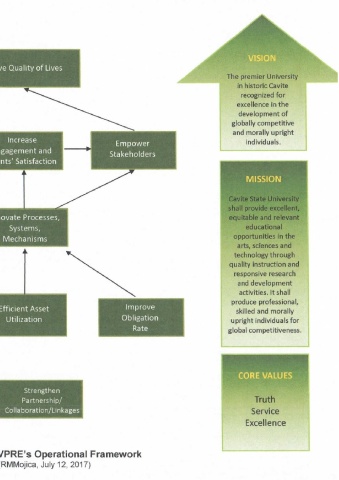 ve Quality of Lives
Increase
gagement and
nts' Satisfaction
Empower
Stakeholders
ovate Processes,
Systems,
Mechanisms
Efficient Asset
Utilization
Improve
Obligation
Rate
Strengthen
Partnership/
Collaboration/Linkages
VPRE's Operational Framework
RMMojica, July 12, 2017)
VISION
The premier University
in historic Cavite
recognized for
excellence in the
development of
globally competitive
and morally upright
individuals.
MISSION
Cavite State University
shall provide excellent,
equitable and relevant
educational
opportunities in the
arts, sciences and
technology through
quality instruction and
responsive research
and development
activities. It shall
produce professional,
skilled and morally
upright individuals for
global competitiveness.
CORE VALUES
Truth
Service
Excellence